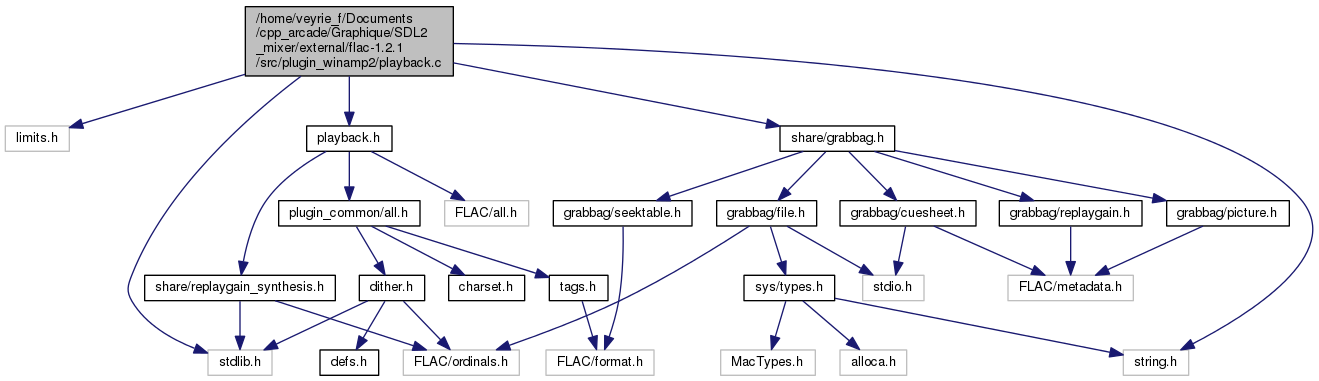 /home/veyrie_f/Documents
/cpp_arcade/Graphique/SDL2
_mixer/external/flac-1.2.1
/src/plugin_winamp2/playback.c
limits.h
playback.h
share/grabbag.h
plugin_common/all.h
FLAC/all.h
grabbag/seektable.h
grabbag/file.h
grabbag/cuesheet.h
grabbag/replaygain.h
grabbag/picture.h
share/replaygain_synthesis.h
dither.h
charset.h
tags.h
sys/types.h
stdio.h
FLAC/metadata.h
stdlib.h
defs.h
FLAC/ordinals.h
FLAC/format.h
MacTypes.h
alloca.h
string.h